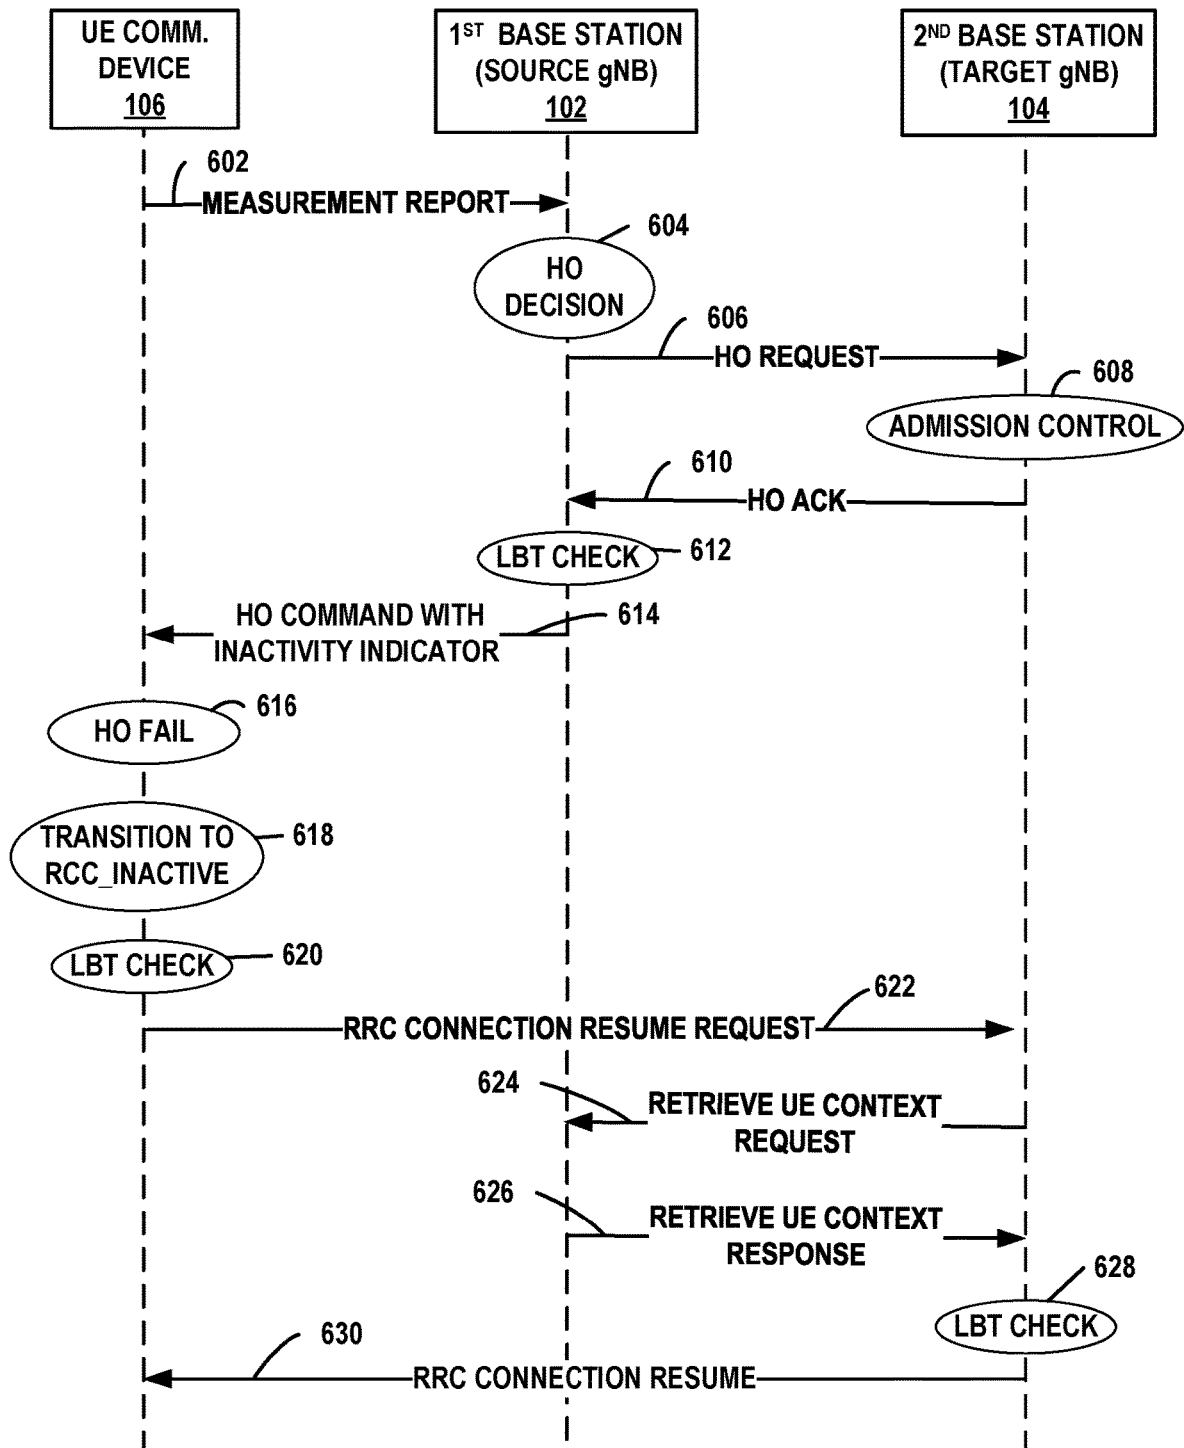 UE COMM.
DEVICE
106
1ST BASE STATION
(SOURCE gNB)
102
2ND BASE STATION
(TARGET gNB)
104
602
MEASUREMENT REPORT
604
HO
DECISION
606
HO REQUEST
608
ADMISSION CONTROL
610
HO ACK
LBT CHECK
612
HO COMMAND WITH
INACTIVITY INDICATOR
614
616
HO FAIL
TRANSITION TO
RCC_INACTIVE
618
LBT CHECK
620
622
RRC CONNECTION RESUME REQUEST
624
RETRIEVE UE CONTEXT
REQUEST
626
RETRIEVE UE CONTEXT
RESPONSE
628
LBT CHECK
630
RRC CONNECTION RESUME